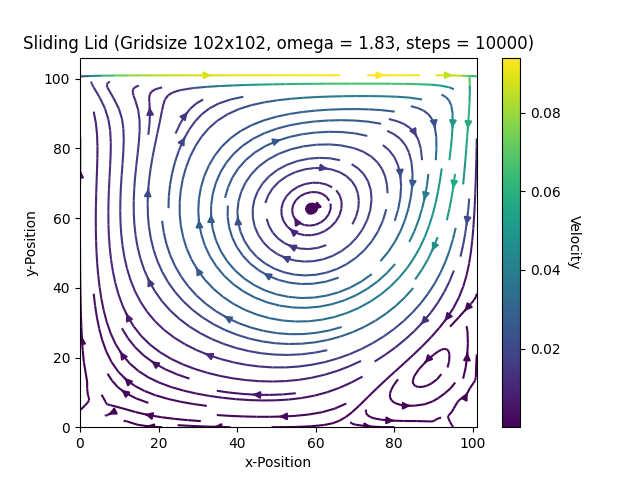 Sliding Lid (Gridsize 102x102, omega = 1.83, steps = 10000)
100
80
60
40
20
0
y-Position
0 20 40 60 80 100
x-Position
0.08
0.06
0.04
0.02
Velocity